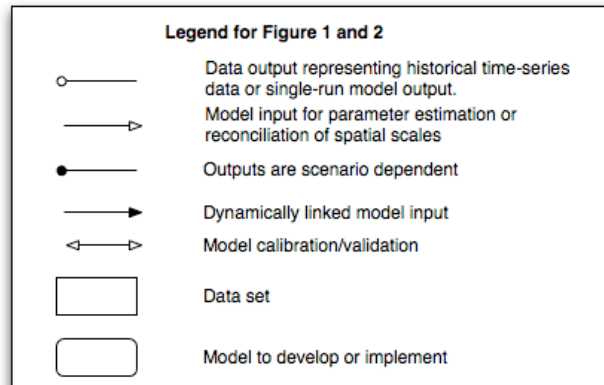 Legend for Figure 1 and 2
Data output representing historical time-series
data or single-run model output.
Model input for parameter estimation or
reconciliation of spatial scales
Outputs are scenario dependent
Dynamically linked model input
Model calibration/validation
Data set
Model to develop or implement